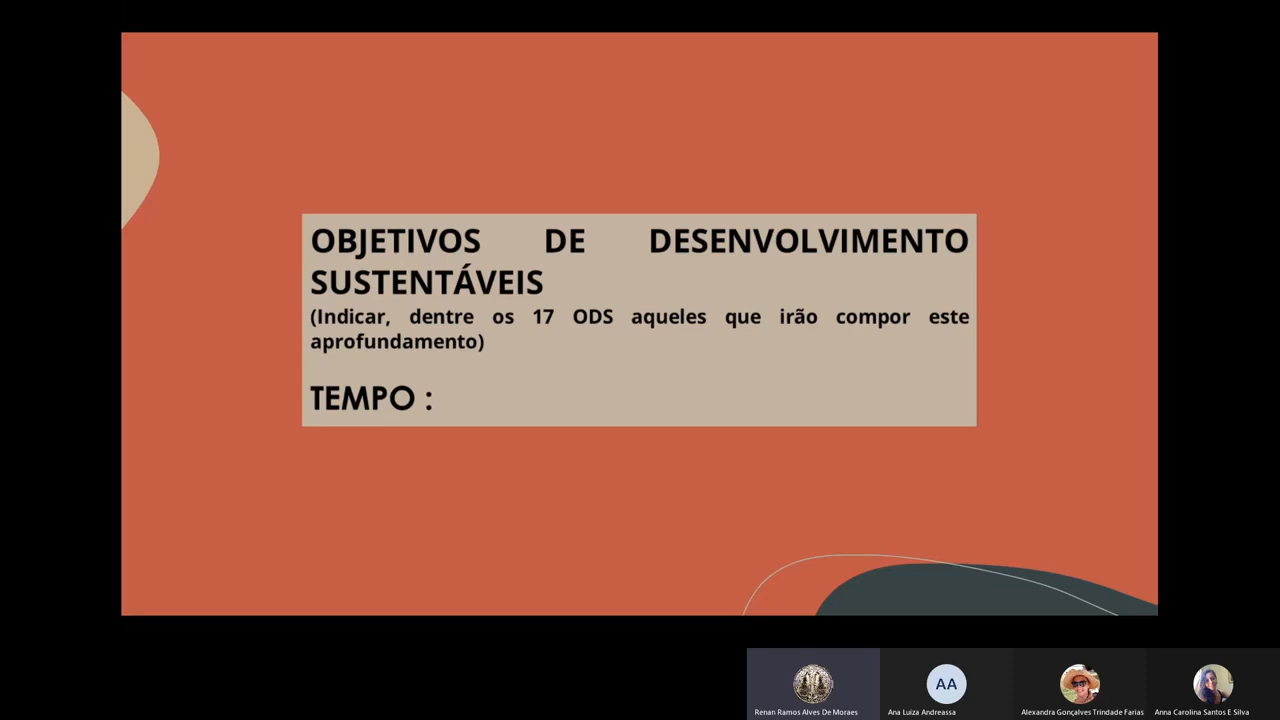 OBJETIVOS DE DESENVOLVIMENTO
SUSTENTÁVEIS
(Indicar, dentre os 17 ODS aqueles que irão compor este
aprofundamento)
TEMPO :
AA
Renan Ramos Alves De Moraes
Ana Luiza Andreassa
Alexandra Gonçalves Trindade Farias
Anna Carolina Santos E Silva